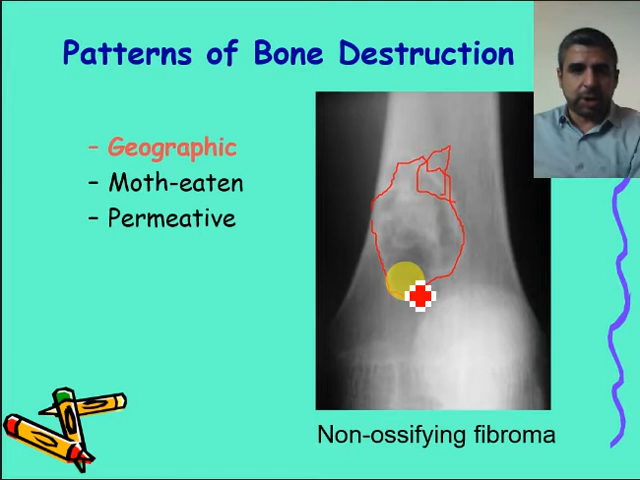 Patterns of Bone Destruction
– Geographic
– Moth-eaten
– Permeative
Non-ossifying fibroma